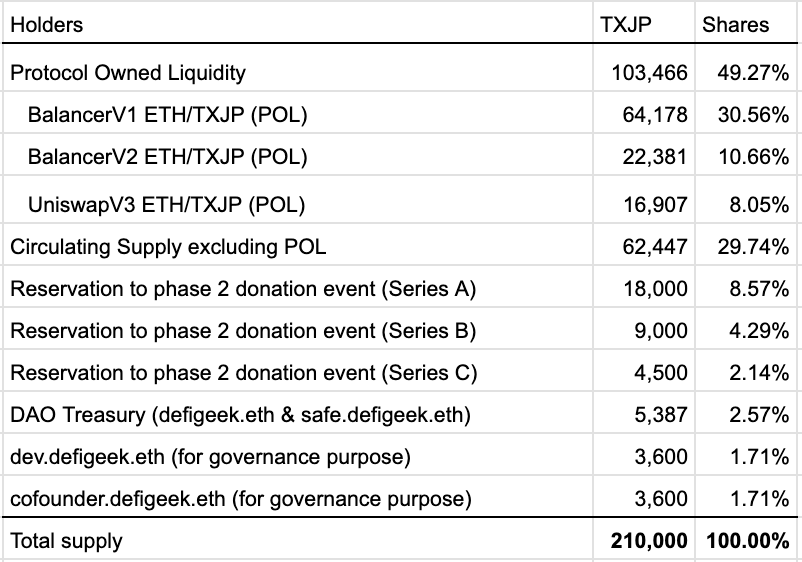 Holders TXJP Shares
Protocol Owned Liquidity 103,466 49.27%
BalancerV1 ETH/TXJP (POL) 64,178 30.56%
BalancerV2 ETH/TXJP (POL) 22,381 10.66%
UniswapV3 ETH/TXJP (POL) 16,907 8.05%
Circulating Supply excluding POL 62,447 29.74%
Reservation to phase 2 donation event (Series A) 18,000 8.57%
Reservation to phase 2 donation event (Series B) 9,000 4.29%
Reservation to phase 2 donation event (Series C) 4,500 2.14%
DAO Treasury (defigeek.eth & safe.defigeek.eth) 5,387 2.57%
dev.defigeek.eth (for governance purpose) 3,600 1.71%
cofounder.defigeek.eth (for governance purpose) 3,600 1.71%
Total supply 210,000 100.00%